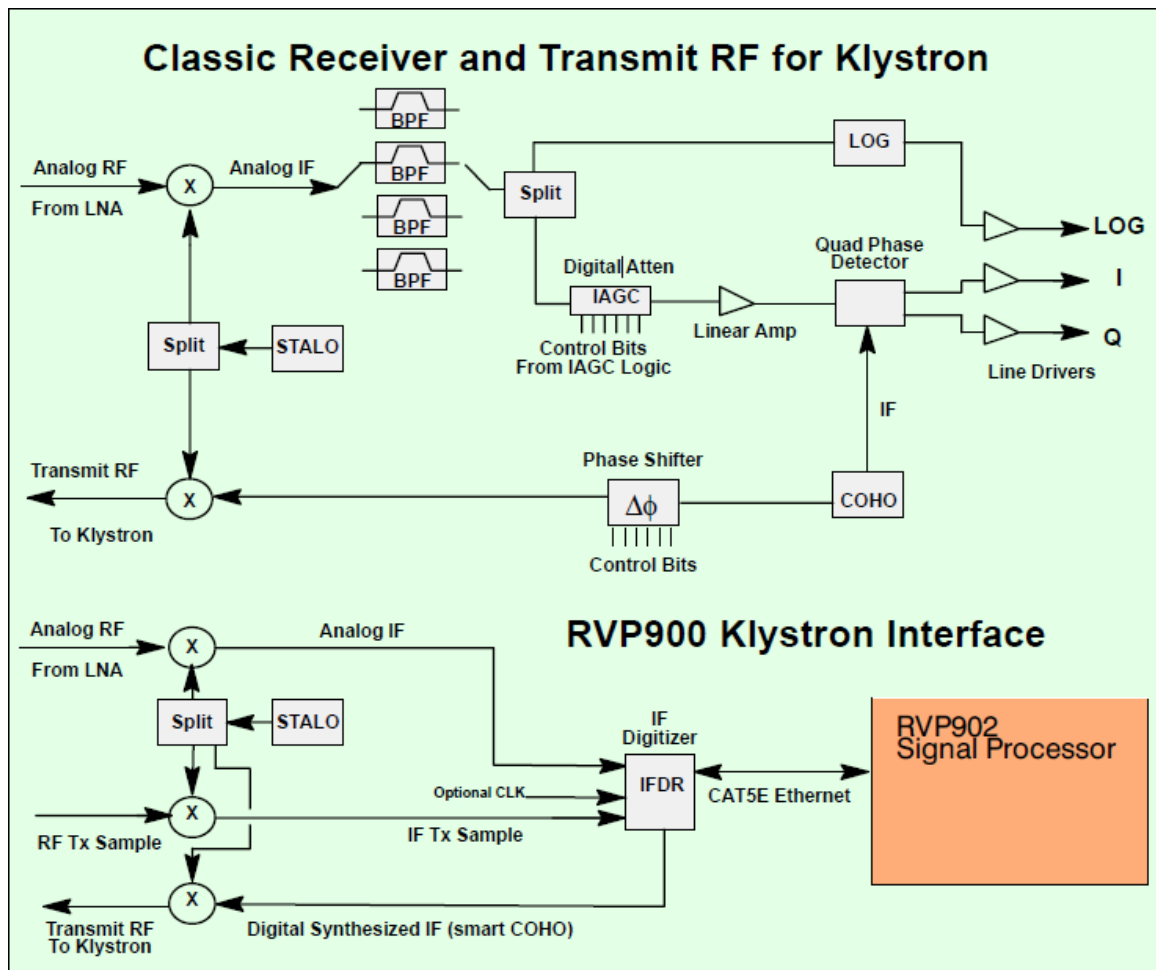 Classic Receiver and Transmit RF for Klystron
BPF
Analog RF
From LNA
X
Analog IF
BPF
BPF
BPF
Split
LOG
LOG
Digital Atten
IAGC
Control Bits
From IAGC Logic
Linear Amp
Quad Phase
Detector
I
Q
Line Drivers
Split
STALO
IF
Transmit RF
To Klystron
X
Phase Shifter
Δϕ
Control Bits
COHO
RVP900 Klystron Interface
Analog RF
From LNA
X
Analog IF
Split
STALO
IF
Digitizer
IFDR
Optional CLK
CAT5E Ethernet
RVP902
Signal Processor
RF Tx Sample
X
IF Tx Sample
X
Transmit RF
To Klystron
Digital Synthesized IF (smart COHO)